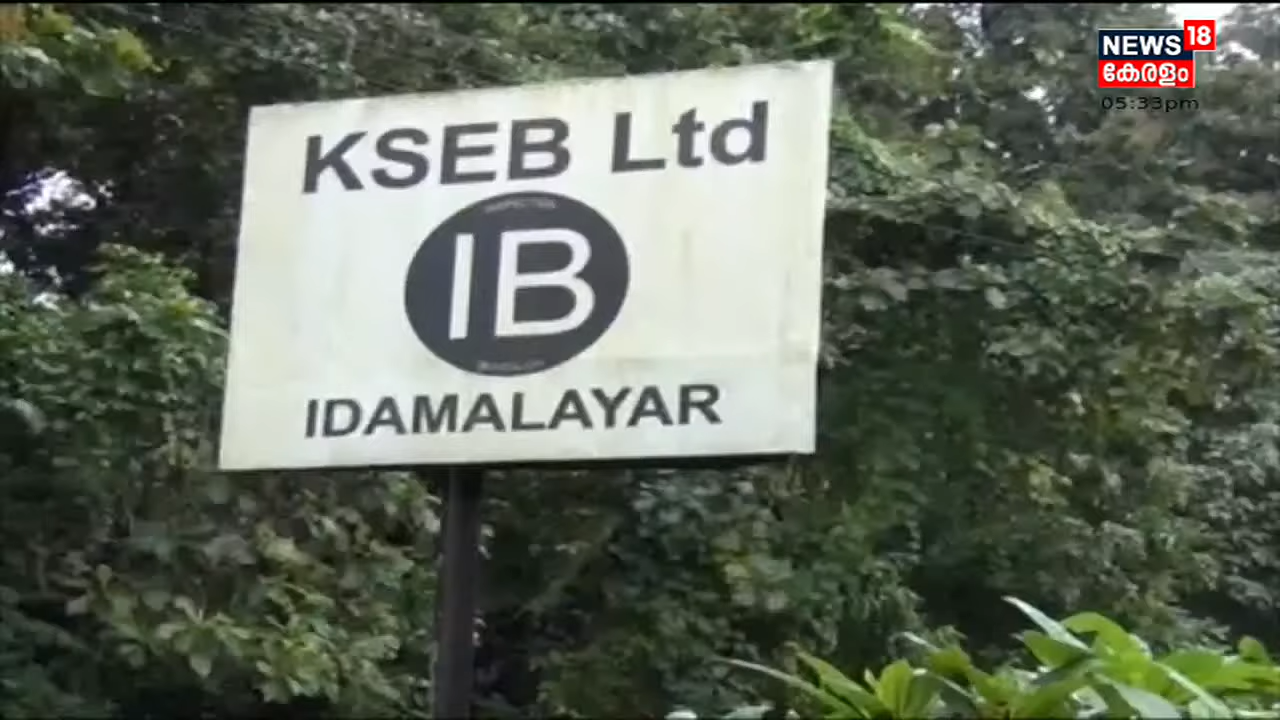 NEWS 18
കേരളം
05:33pm
KSEB Ltd
IB
IDAMALAYAR